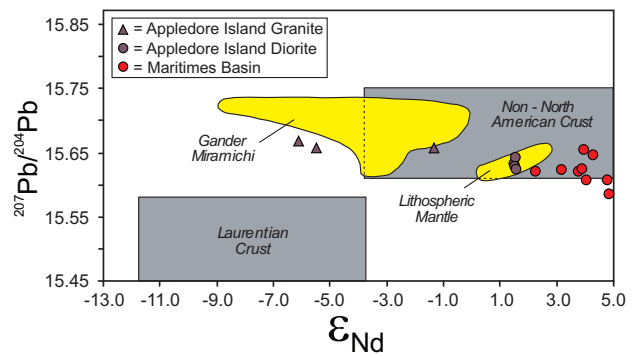 15.87
15.75
15.63
15.55
15.45
207Pb/204Pb
▲ = Appledore Island Granite
● = Appledore Island Diorite
● = Maritimes Basin
Non - North
American Crust
Gander
Miramichi
Lithospheric
Mantle
Laurentian
Crust
-13.0 -11.0 -9.0 -7.0 -5.0 -3.0 -1.0 1.0 3.0 5.0
εNd